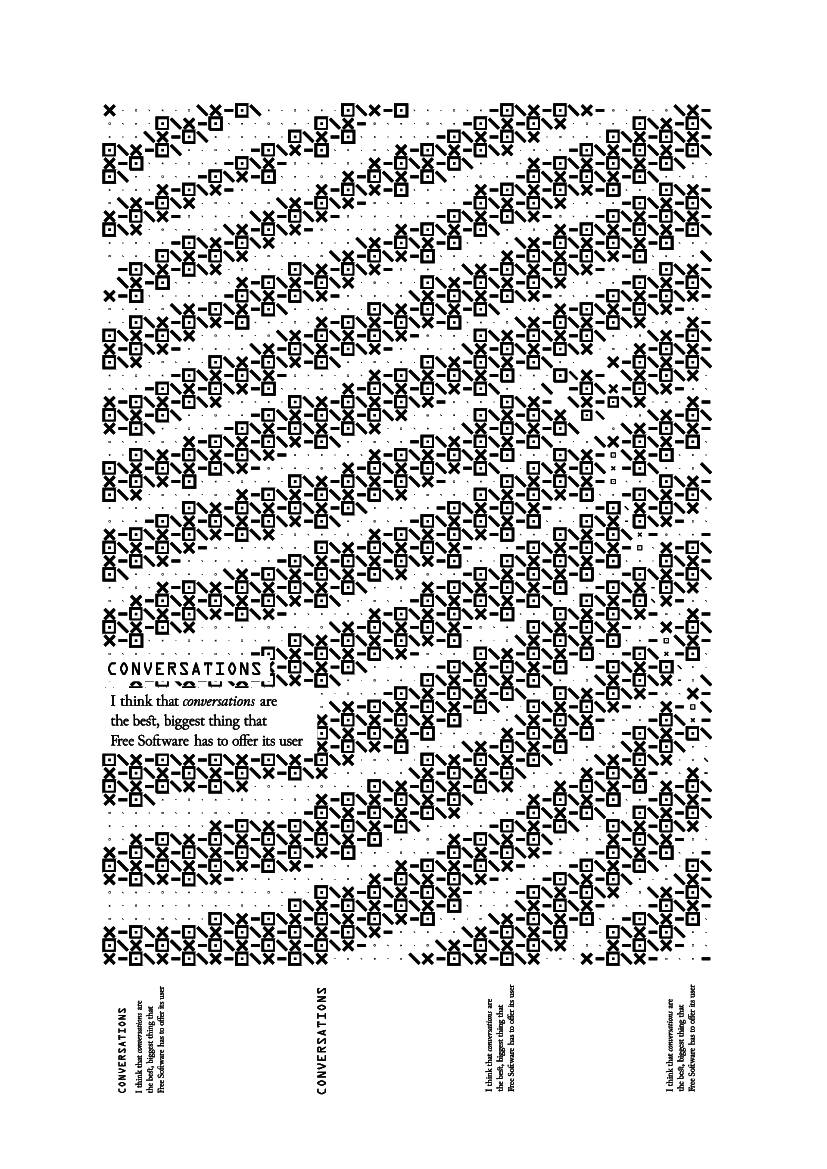 CONVERSATIONS
I think that conversations are
the best, biggest thing that
Free Software has to offer its user
CONVERSATIONS
I think that conversations are
the best, biggest thing that
Free Software has to offer its user
CONVERSATIONS
I think that conversations are
the best, biggest thing that
Free Software has to offer its user
I think that conversations are
the best, biggest thing that
Free Software has to offer its user